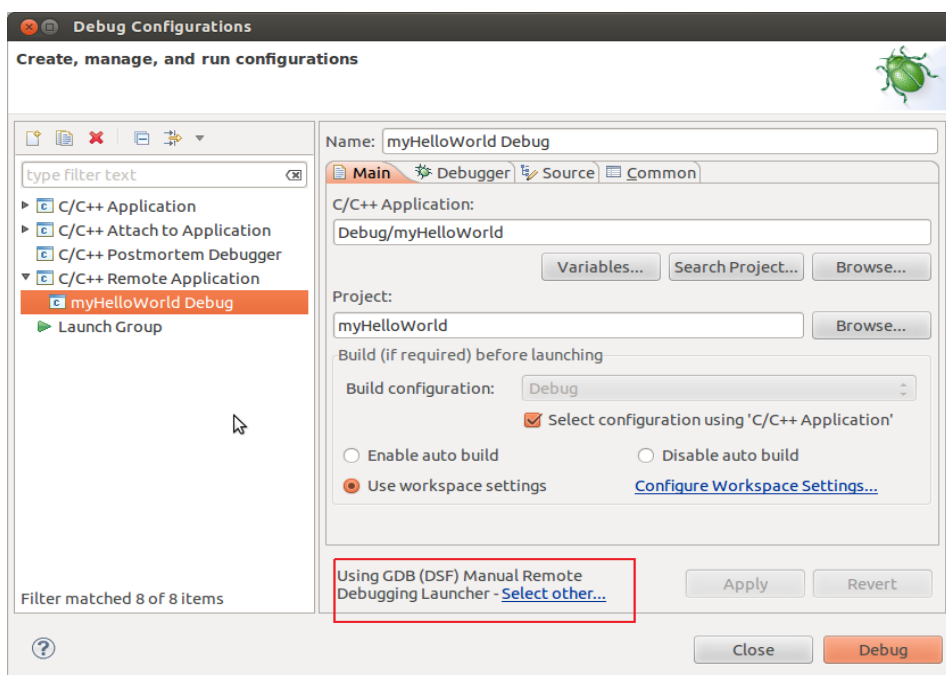 Debug Configurations
Create, manage, and run configurations
type filter text
C/C++ Application
C/C++ Attach to Application
C/C++ Postmortem Debugger
C/C++ Remote Application
myHelloWorld Debug
Launch Group
Filter matched 8 of 8 items
Name: myHelloWorld Debug
Main Debugger Source Common
C/C++ Application:
Debug/myHelloWorld
Variables... Search Project... Browse...
Project:
myHelloWorld Browse...
Build (if required) before launching
Build configuration: Debug
Select configuration using 'C/C++ Application'
Enable auto build Disable auto build
Use workspace settings Configure Workspace Settings...
Using GDB (DSF) Manual Remote
Debugging Launcher - Select other...
Apply Revert
Close Debug